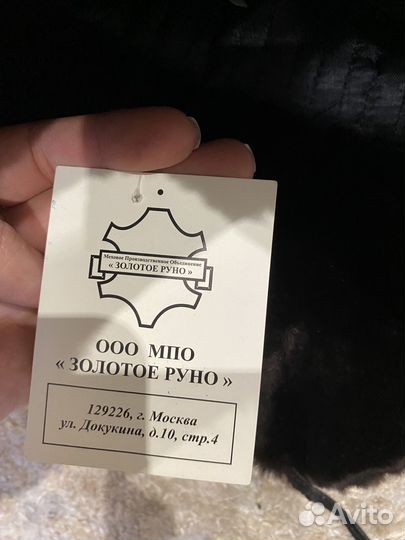 Меховое Производственное Объединение
« ЗОЛОТОЕ РУНО »
ООО МПО
« ЗОЛОТОЕ РУНО »
129226, г. Москва
ул. Докукина, д.10, стр.4
Avito